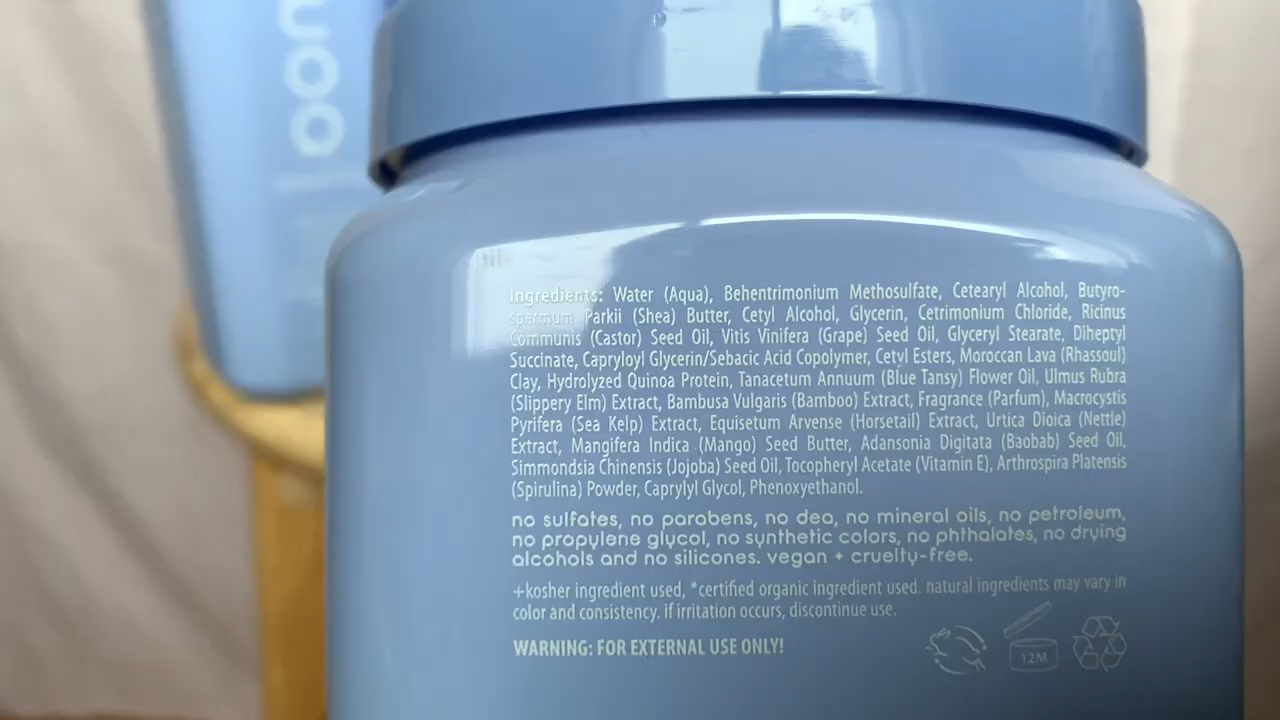 Ingredients: Water (Aqua), Behentrimonium Methosulfate, Cetearyl Alcohol, Butyro-
spermum Parkii (Shea) Butter, Cetyl Alcohol, Glycerin, Cetrimonium Chloride, Ricinus
Communis (Castor) Seed Oil, Vitis Vinifera (Grape) Seed Oil, Glyceryl Stearate, Diheptyl
Succinate, Capryloyl Glycerin/Sebacic Acid Copolymer, Cetyl Esters, Moroccan Lava (Rhassoul)
Clay, Hydrolyzed Quinoa Protein, Tanacetum Annuum (Blue Tansy) Flower Oil, Ulmus Rubra
(Slippery Elm) Extract, Bambusa Vulgaris (Bamboo) Extract, Fragrance (Parfum), Macrocystis
Pyrifera (Sea Kelp) Extract, Equisetum Arvense (Horsetail) Extract, Urtica Dioica (Nettle)
Extract, Mangifera Indica (Mango) Seed Butter, Adansonia Digitata (Baobab) Seed Oil,
Simmondsia Chinensis (Jojoba) Seed Oil, Tocopheryl Acetate (Vitamin E), Arthrospira Platensis
(Spirulina) Powder, Caprylyl Glycol, Phenoxyethanol.
no sulfates, no parabens, no dea, no mineral oils, no petroleum,
no propylene glycol, no synthetic colors, no phthalates, no drying
alcohols and no silicones. vegan + cruelty-free.
+kosher ingredient used, *certified organic ingredient used. natural ingredients may vary in
color and consistency. if irritation occurs, discontinue use.
WARNING: FOR EXTERNAL USE ONLY!
12M